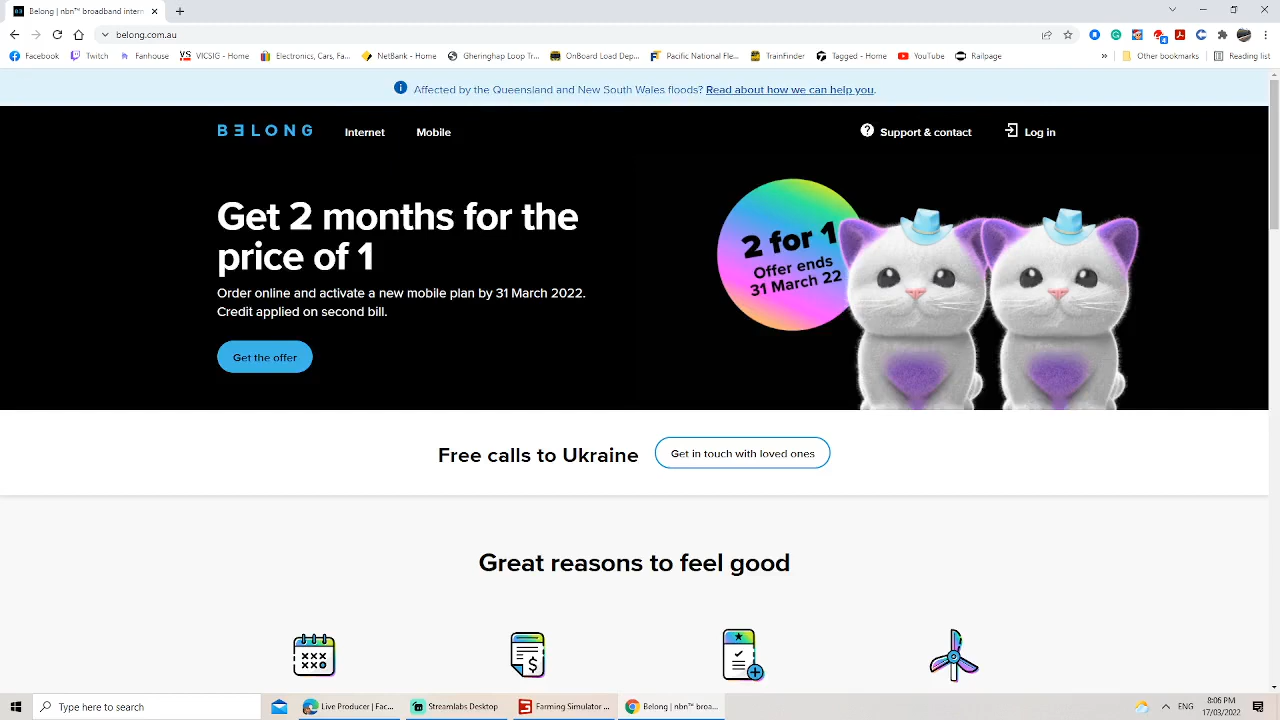 Belong | nbn™ broadband intern
belong.com.au
Facebook
Twitch
Fanhouse
VICSIG - Home
Electronics, Cars, Fa...
NetBank - Home
Gheringhap Loop Tr...
OnBoard Load Dep...
Pacific National Fle...
TrainFinder
Tagged - Home
YouTube
Railpage
»
Other bookmarks
Reading list
Affected by the Queensland and New South Wales floods? Read about how we can help you.
BELONG
Internet
Mobile
Support & contact
Log in
Get 2 months for the
price of 1
Order online and activate a new mobile plan by 31 March 2022.
Credit applied on second bill.
Get the offer
2 for 1
Offer ends
31 March 22
Free calls to Ukraine
Get in touch with loved ones
Great reasons to feel good
Type here to search
Live Producer | Fac...
Streamlabs Desktop
Farming Simulator ...
Belong | nbn™ broa...
ENG
8:06 PM
17/03/2022